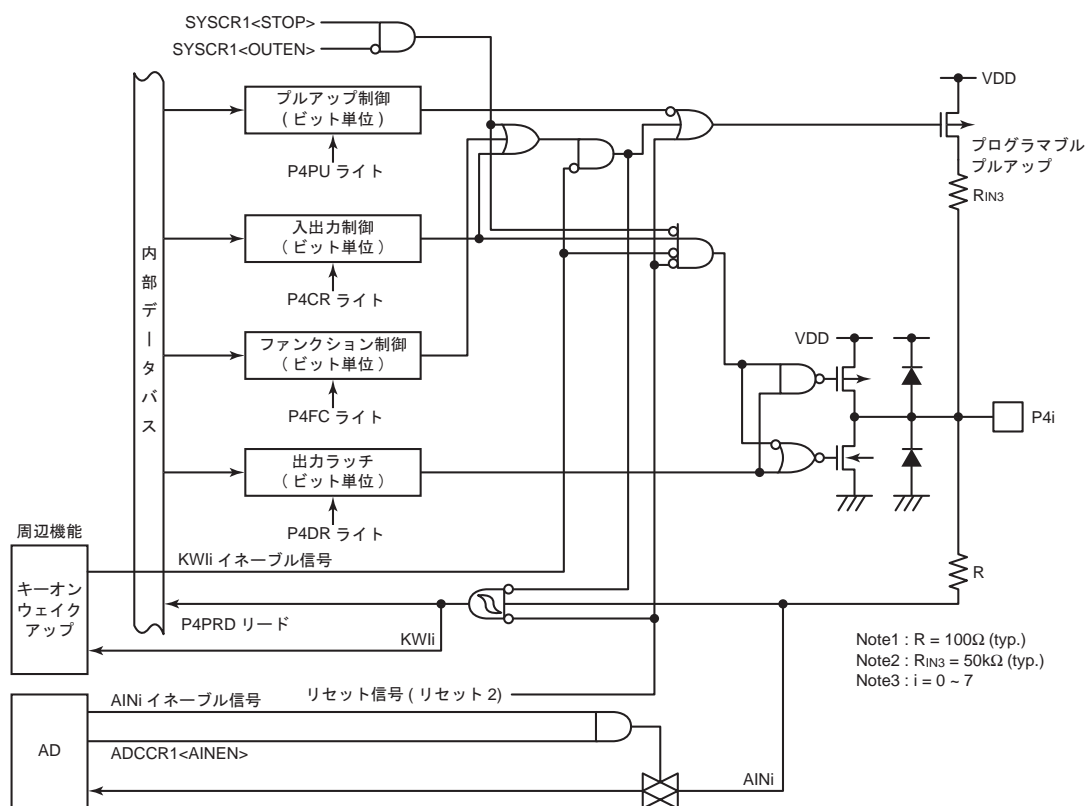 SYSCR1<STOP>
SYSCR1<OUTEN>
プルアップ制御
( ビット単位 )
P4PU ライト
入出力制御
( ビット単位 )
P4CR ライト
ファンクション制御
( ビット単位 )
P4FC ライト
出力ラッチ
( ビット単位 )
P4DR ライト
内部データバス
VDD
プログラマブル
プルアップ
RIN3
VDD
P4i
R
周辺機能
キーオン
ウェイク
アップ
KWIi イネーブル信号
P4PRD リード
KWIi
リセット信号 ( リセット 2)
AD
AINi イネーブル信号
ADCCR1<AINEN>
AINi
Note1 : R = 100Ω (typ.)
Note2 : RIN3 = 50kΩ (typ.)
Note3 : i = 0 ~ 7